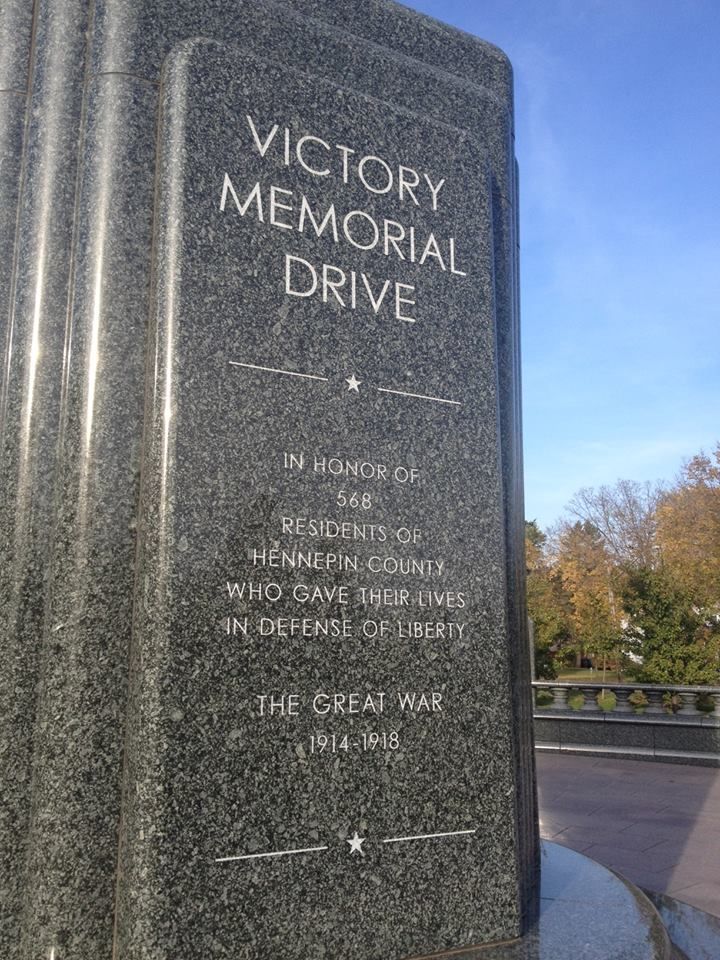 VICTORY
MEMORIAL
DRIVE
IN HONOR OF
568
RESIDENTS OF
HENNEPIN COUNTY
WHO GAVE THEIR LIVES
IN DEFENSE OF LIBERTY
THE GREAT WAR
1914-1918